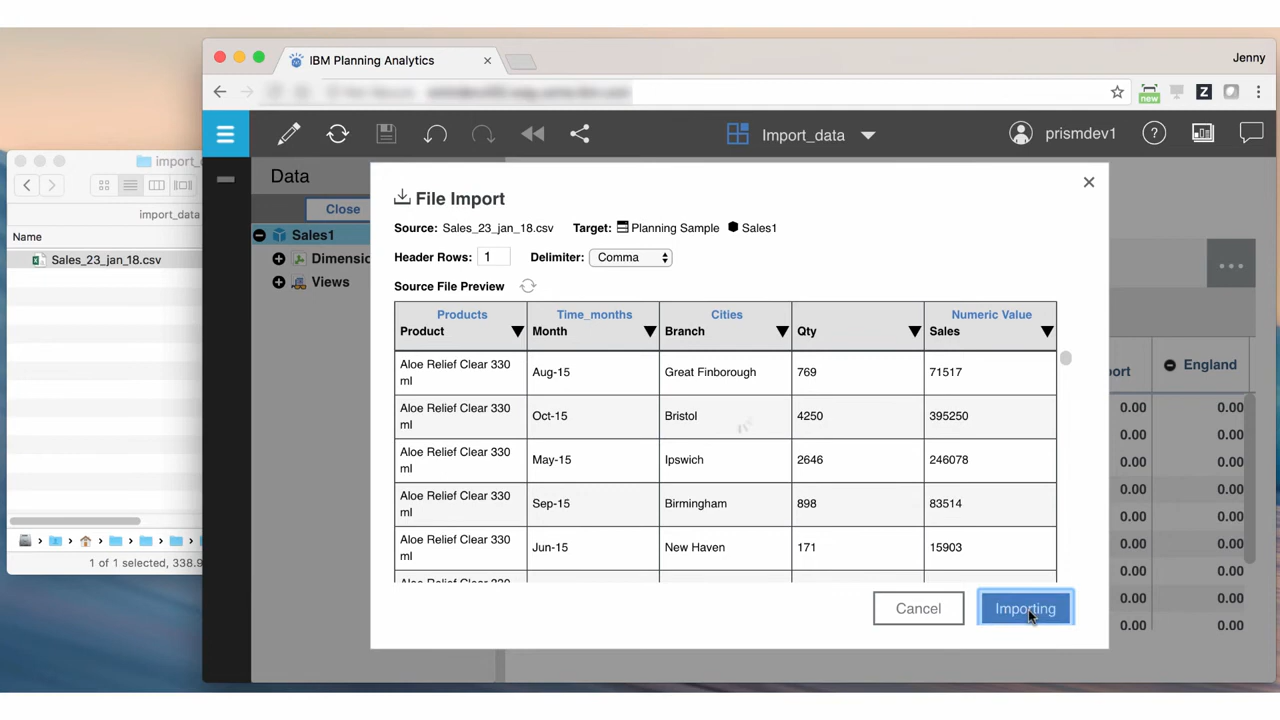 IBM Planning Analytics
Jenny
new
Z
Import_data
prismdev1
import_
import_data
Name
Sales_23_jan_18.csv
1 of 1 selected, 338.9
Data
Close
Sales1
Dimensio
Views
File Import
Source: Sales_23_jan_18.csv Target: Planning Sample Sales1
Header Rows: 1 Delimiter: Comma
Source File Preview
Products Time_months Cities Numeric Value
Product Month Branch Qty Sales
Aloe Relief Clear 330
ml
Aug-15 Great Finborough 769 71517
Aloe Relief Clear 330
ml
Oct-15 Bristol 4250 395250
Aloe Relief Clear 330
ml
May-15 Ipswich 2646 246078
Aloe Relief Clear 330
ml
Sep-15 Birmingham 898 83514
Aloe Relief Clear 330
ml
Jun-15 New Haven 171 15903
Aloe Relief Clear 330
Cancel Importing
ort England
0.00 0.00
0.00 0.00
0.00 0.00
0.00 0.00
0.00 0.00
0.00 0.00
0.00 0.00
0.00 0.00
0.00 0.00